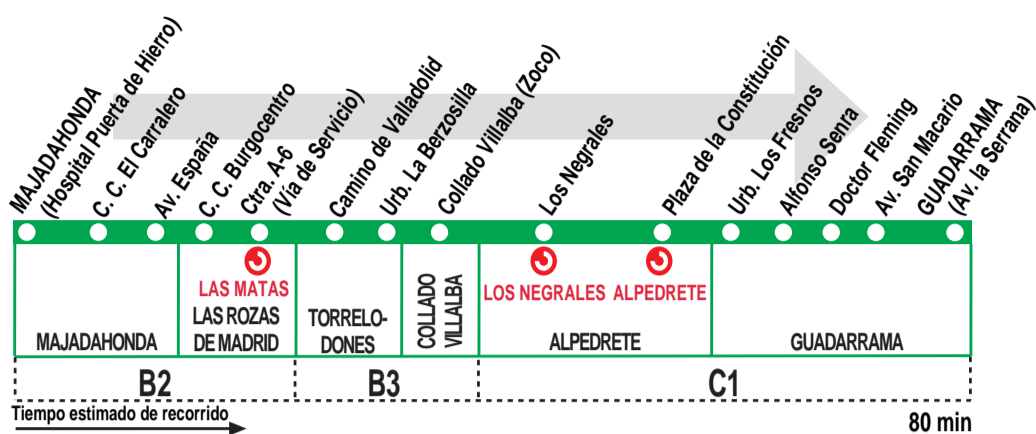 MAJADAHONDA
(Hospital Puerta de Hierro)
C. C. El Carralero
Av. España
C. C. Burgocentro
Ctra. A-6
(Vía de Servicio)
Camino de Valladolid
Urb. La Berzosilla
Collado Villalba (Zoco)
Los Negrales
Plaza de la Constitución
Urb. Los Fresnos
Alfonso Senra
Doctor Fleming
Av. San Macario
GUADARRAMA
(Av. la Serrana)
LAS MATAS
LOS NEGRALES
ALPEDRETE
MAJADAHONDA
LAS ROZAS
DE MADRID
TORRELO-
DONES
COLLADO
VILLALBA
ALPEDRETE
GUADARRAMA
B2
B3
C1
Tiempo estimado de recorrido
80 min